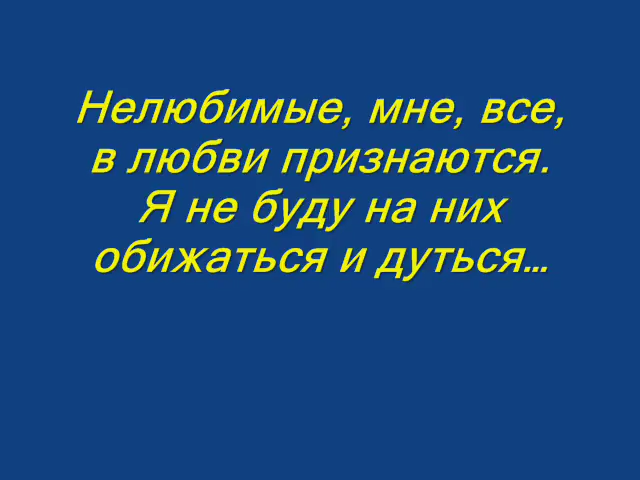 Нелюбимые, мне, все,
в любви признаются.
Я не буду на них
обижаться и дуться...